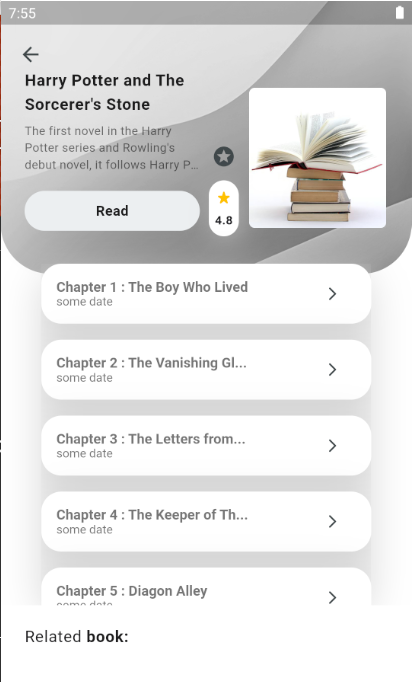 7:55
Harry Potter and The
Sorcerer's Stone
The first novel in the Harry
Potter series and Rowling's
debut novel, it follows Harry P...
Read
4.8
Chapter 1 : The Boy Who Lived
some date
Chapter 2 : The Vanishing Gl...
some date
Chapter 3 : The Letters from...
some date
Chapter 4 : The Keeper of Th...
some date
Chapter 5 : Diagon Alley
some date
Related book: